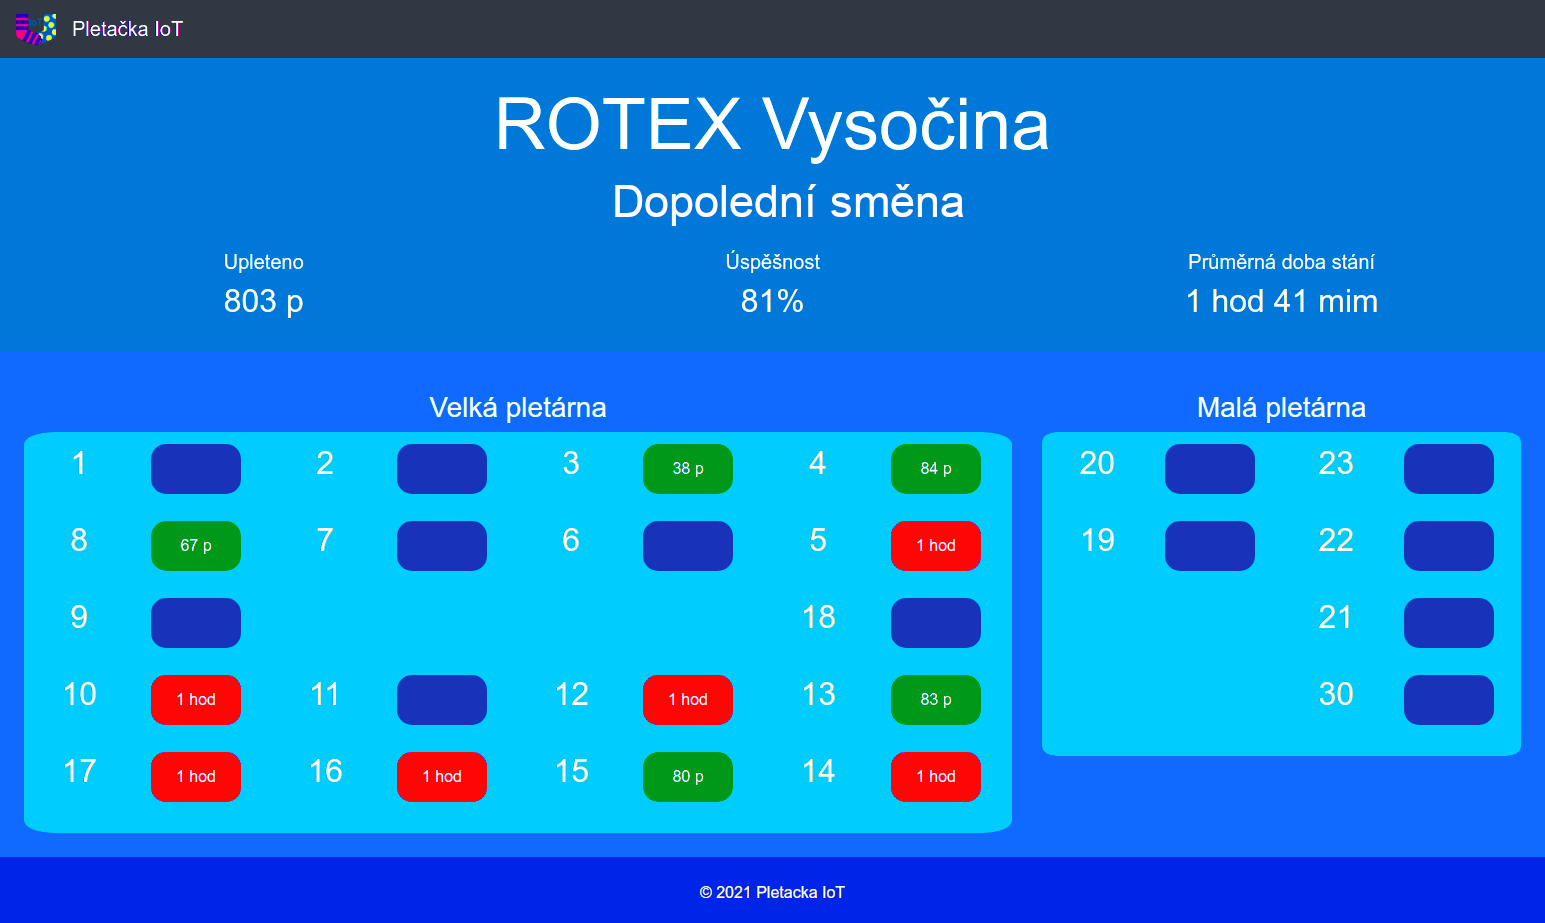 Pletačka IoT
ROTEX Vysočina
Dopolední směna
Upleteno Úspěšnost Průměrná doba stání
803 p 81% 1 hod 41 mim
Velká pletárna Malá pletárna
1 2 3 38 p 4 84 p 20 23
8 67 p 7 6 5 1 hod 19 22
9 18 21
10 1 hod 11 12 1 hod 13 83 p 30
17 1 hod 16 1 hod 15 80 p 14 1 hod
© 2021 Pletacka IoT